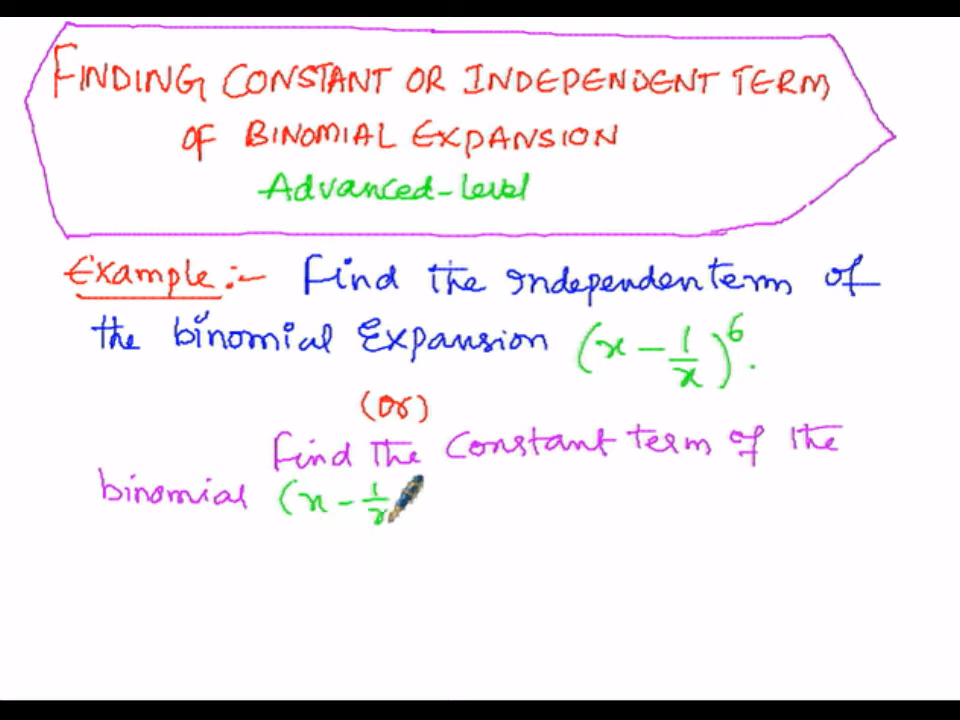 FINDING CONSTANT OR INDEPENDENT TERM
OF BINOMIAL EXPANSION
Advanced-Level
Example:- Find the Independenterm of
the binomial Expansion (x - 1/x)^6.
(or)
Find The Constant term of the
binomial (x - 1/x